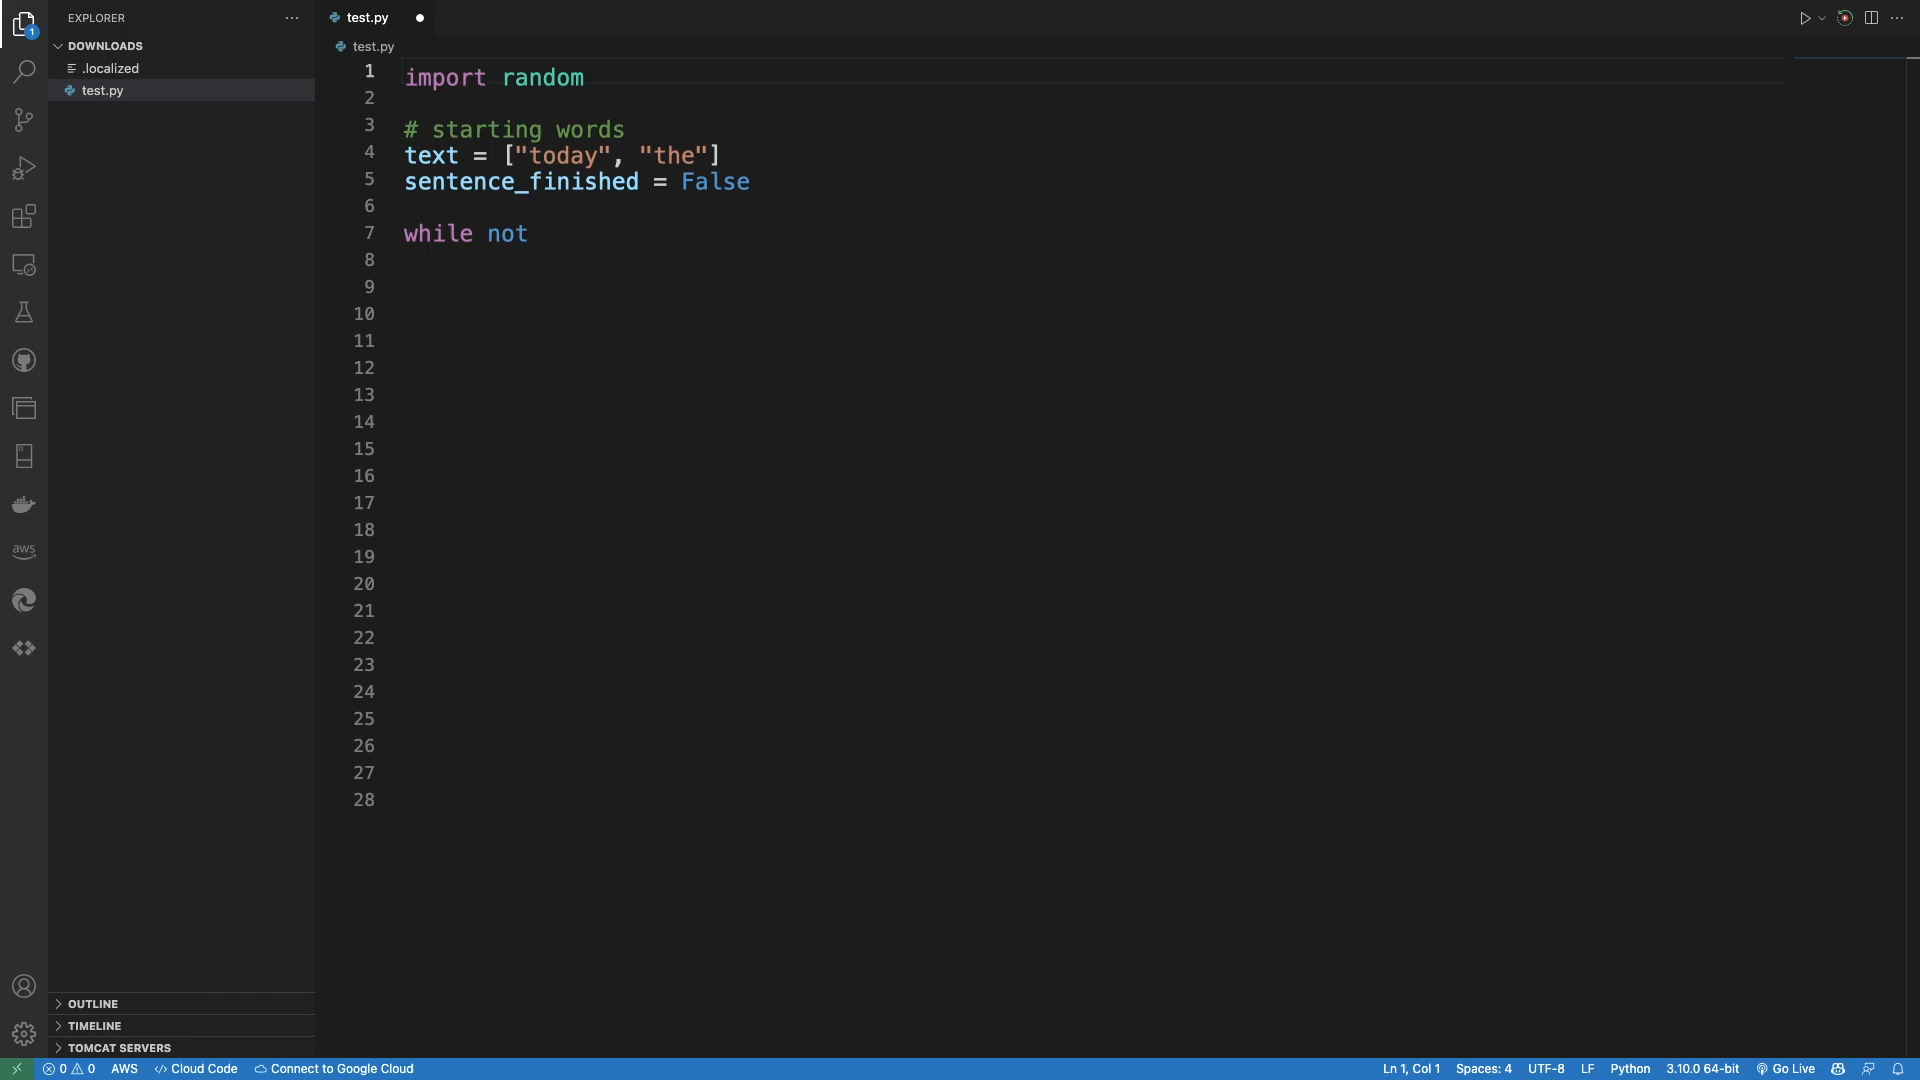 1
EXPLORER
DOWNLOADS
.localized
test.py
OUTLINE
TIMELINE
TOMCAT SERVERS
aws
test.py
test.py
1 import random
2
3 # starting words
4 text = ["today", "the"]
5 sentence_finished = False
6
7 while not
8
9
10
11
12
13
14
15
16
17
18
19
20
21
22
23
24
25
26
27
28
0 0 AWS Cloud Code Connect to Google Cloud Ln 1, Col 1 Spaces: 4 UTF-8 LF Python 3.10.0 64-bit Go Live